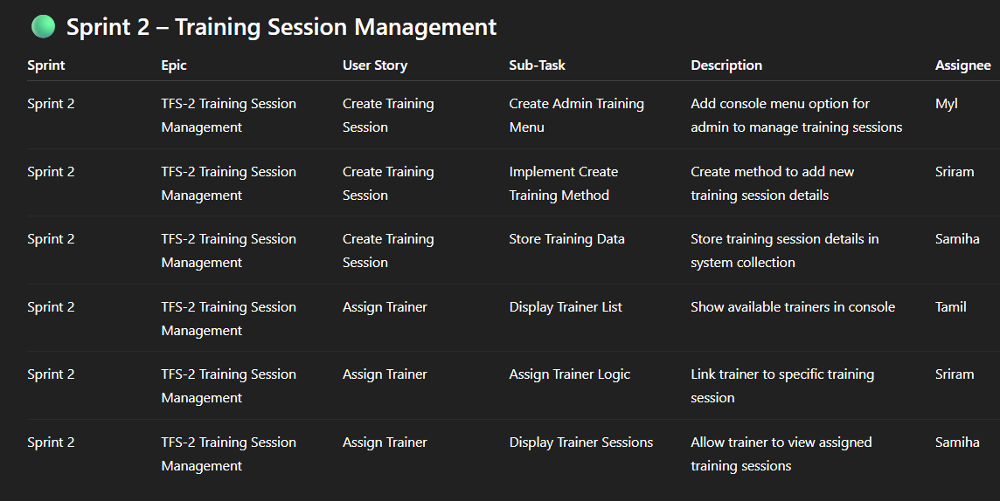 Sprint 2 – Training Session Management
Sprint Epic User Story Sub-Task Description Assignee
Sprint 2 TFS-2 Training Session Create Training Create Admin Training Add console menu option for Myl
Management Session Menu admin to manage training sessions
Sprint 2 TFS-2 Training Session Create Training Implement Create Create method to add new Sriram
Management Session Training Method training session details
Sprint 2 TFS-2 Training Session Create Training Store Training Data Store training session details in Samiha
Management Session system collection
Sprint 2 TFS-2 Training Session Assign Trainer Display Trainer List Show available trainers in console Tamil
Management
Sprint 2 TFS-2 Training Session Assign Trainer Assign Trainer Logic Link trainer to specific training Sriram
Management session
Sprint 2 TFS-2 Training Session Assign Trainer Display Trainer Sessions Allow trainer to view assigned Samiha
Management training sessions